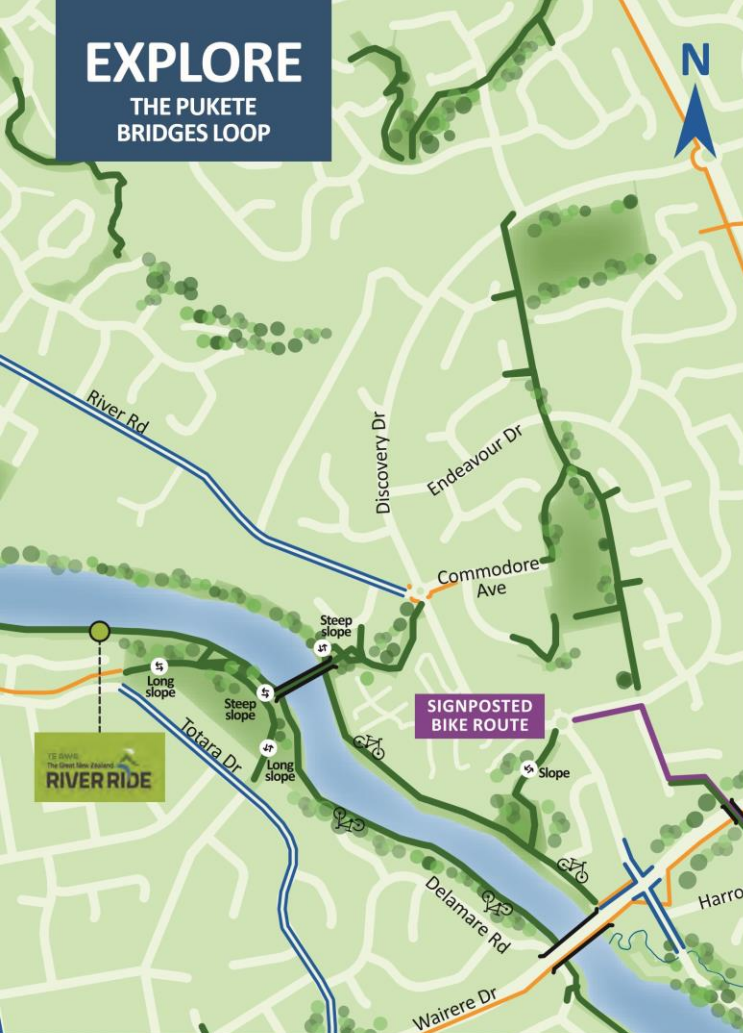 EXPLORE
THE PUKETE
BRIDGES LOOP
N
River Rd
Discovery Dr
Endeavour Dr
Commodore
Ave
Steep
slope
Long
slope
Steep
slope
SIGNPOSTED
BIKE ROUTE
TE AWA
The Great New Zealand
RIVER RIDE
Totara Dr
Long
slope
Slope
Delamare Rd
Harro
Wairere Dr